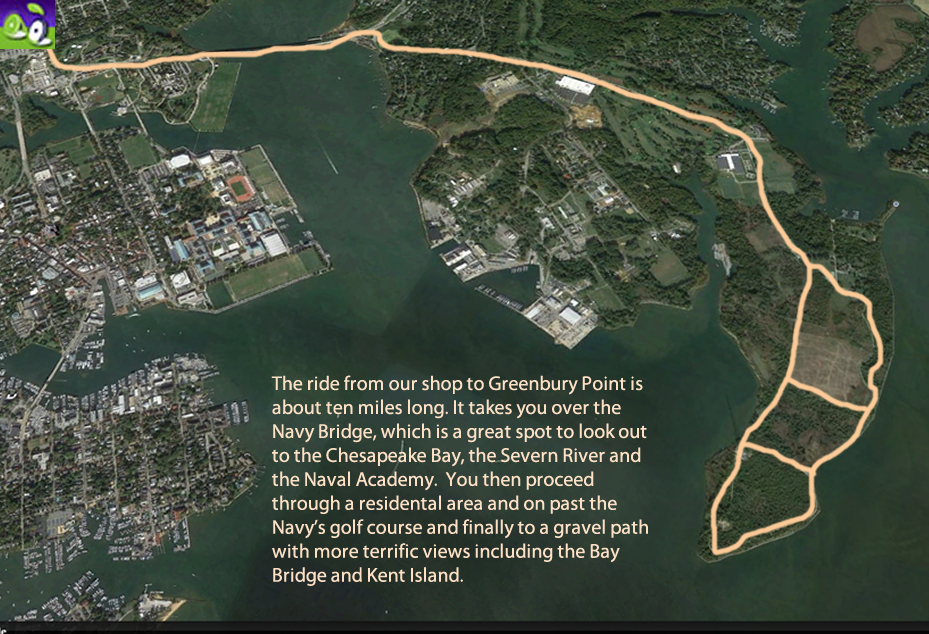 The ride from our shop to Greenbury Point is
about ten miles long. It takes you over the
Navy Bridge, which is a great spot to look out
to the Chesapeake Bay, the Severn River and
the Naval Academy.  You then proceed
through a residental area and on past the
Navy's golf course and finally to a gravel path
with more terrific views including the Bay
Bridge and Kent Island.